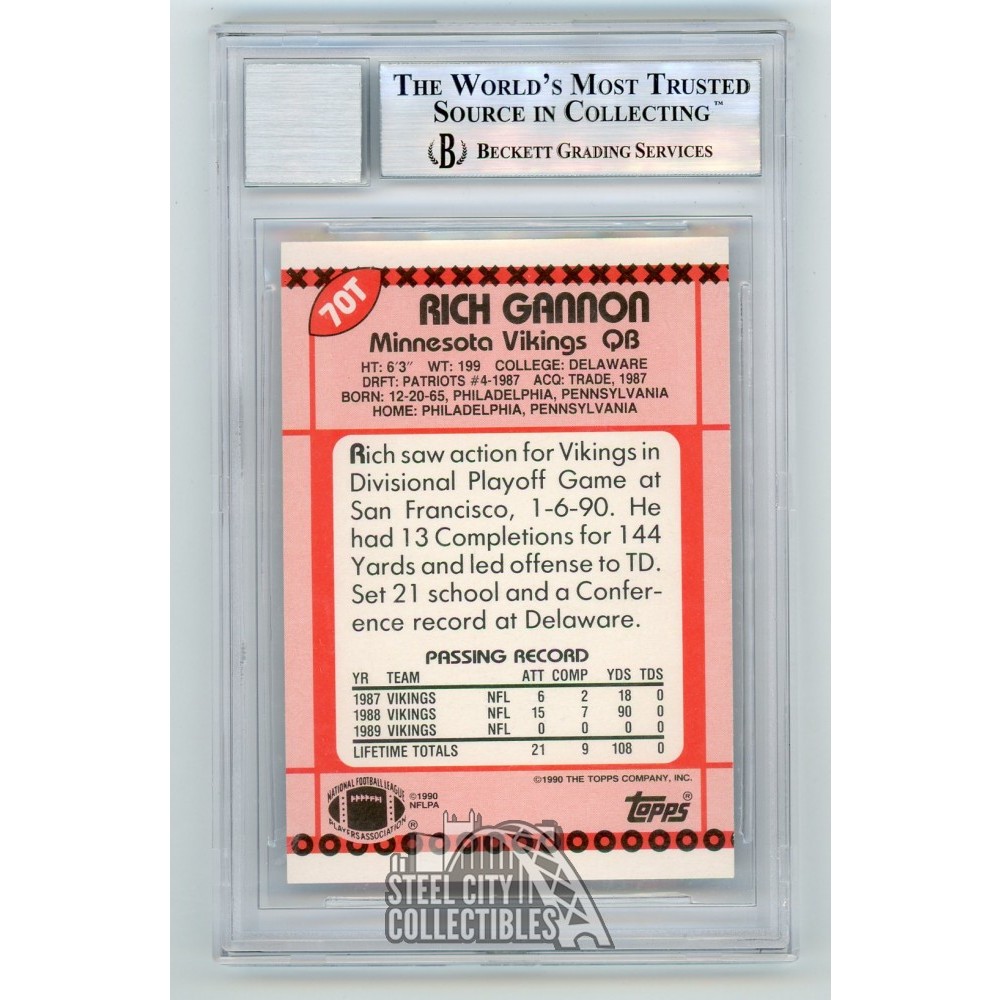 THE WORLD'S MOST TRUSTED
SOURCE IN COLLECTING™
B BECKETT GRADING SERVICES
70T
RICH GANNON
Minnesota Vikings QB
HT: 6'3" WT: 199 COLLEGE: DELAWARE
DRFT: PATRIOTS #4-1987 ACQ: TRADE, 1987
BORN: 12-20-65, PHILADELPHIA, PENNSYLVANIA
HOME: PHILADELPHIA, PENNSYLVANIA
Rich saw action for Vikings in
Divisional Playoff Game at
San Francisco, 1-6-90. He
had 13 Completions for 144
Yards and led offense to TD.
Set 21 school and a Confer-
ence record at Delaware.
PASSING RECORD
YR TEAM ATT COMP YDS TDS
1987 VIKINGS NFL 6 2 18 0
1988 VIKINGS NFL 15 7 90 0
1989 VIKINGS NFL 0 0 0 0
LIFETIME TOTALS 21 9 108 0
©1990 THE TOPPS COMPANY, INC.
NATIONAL FOOTBALL LEAGUE
PLAYERS ASSOCIATION ®
©1990
NFLPA
topps®
STEEL CITY
COLLECTIBLES